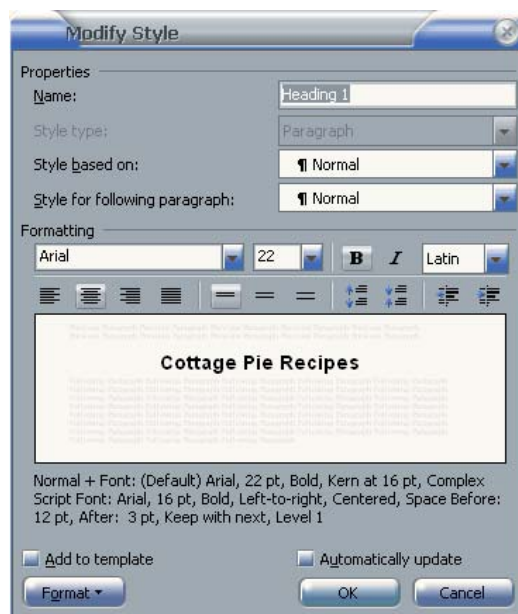 Modify Style
Properties
Name: Heading 1
Style type: Paragraph
Style based on: ¶ Normal
Style for following paragraph: ¶ Normal
Formatting
Arial 22 B I Latin
Cottage Pie Recipes
Normal + Font: (Default) Arial, 22 pt, Bold, Kern at 16 pt, Complex
Script Font: Arial, 16 pt, Bold, Left-to-right, Centered, Space Before:
12 pt, After: 3 pt, Keep with next, Level 1
Add to template Automatically update
Format OK Cancel